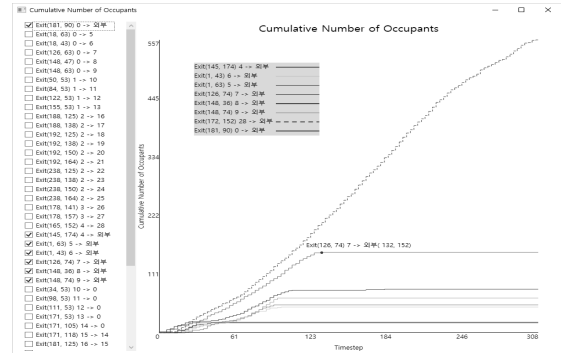 Cumulative Number of Occupants
Exit(181, 90) 0 -> 외부
Exit(18, 63) 0 -> 5
Exit(18, 43) 0 -> 6
Exit(126, 63) 0 -> 7
Exit(148, 47) 0 -> 8
Exit(148, 63) 0 -> 9
Exit(50, 53) 1 -> 10
Exit(84, 53) 1 -> 11
Exit(122, 53) 1 -> 12
Exit(155, 53) 1 -> 13
Exit(188, 125) 2 -> 16
Exit(188, 138) 2 -> 17
Exit(192, 125) 2 -> 18
Exit(192, 138) 2 -> 19
Exit(192, 150) 2 -> 20
Exit(192, 164) 2 -> 21
Exit(238, 125) 2 -> 22
Exit(238, 138) 2 -> 23
Exit(238, 150) 2 -> 24
Exit(238, 164) 2 -> 25
Exit(178, 141) 3 -> 26
Exit(178, 157) 3 -> 27
Exit(165, 152) 4 -> 28
Exit(145, 174) 4 -> 외부
Exit(1, 63) 5 -> 외부
Exit(1, 43) 6 -> 외부
Exit(126, 74) 7 -> 외부
Exit(148, 36) 8 -> 외부
Exit(148, 74) 9 -> 외부
Exit(34, 53) 10 -> 0
Exit(98, 53) 11 -> 0
Exit(111, 53) 12 -> 0
Exit(171, 53) 13 -> 0
Exit(171, 105) 14 -> 0
Exit(171, 118) 15 -> 14
Exit(181, 125) 16 -> 15
Cumulative Number of Occupants
Cumulative Number of Occupants
557
445
334
222
111
Exit(145, 174) 4 -> 외부
Exit(1, 43) 6 -> 외부
Exit(1, 63) 5 -> 외부
Exit(126, 74) 7 -> 외부
Exit(148, 36) 8 -> 외부
Exit(148, 74) 9 -> 외부
Exit(172, 152) 28 -> 외부
Exit(181, 90) 0 -> 외부
Exit(126, 74) 7 -> 외부( 132, 152)
0
61
123
184
246
308
Timestep